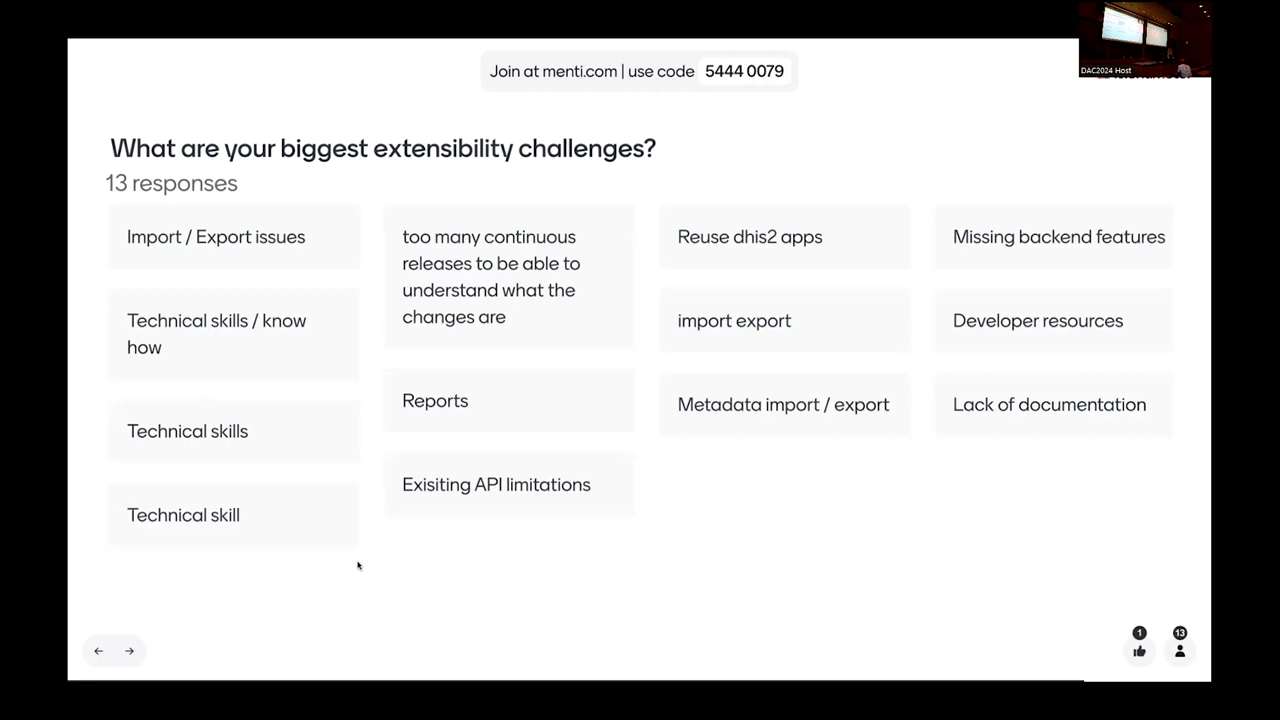 Join at menti.com | use code 5444 0079
DAC2024 Host
What are your biggest extensibility challenges?
13 responses
Import / Export issues
Technical skills / know
how
Technical skills
Technical skill
too many continuous
releases to be able to
understand what the
changes are
Reports
Exisiting API limitations
Reuse dhis2 apps
import export
Metadata import / export
Missing backend features
Developer resources
Lack of documentation
1
13